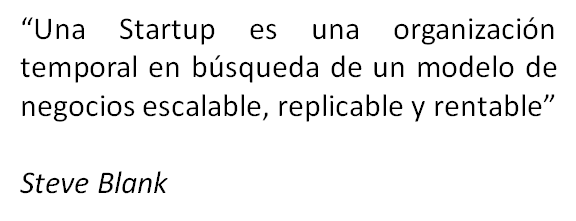 “Una Startup es una organización
temporal en búsqueda de un modelo de
negocios escalable, replicable y rentable”
Steve Blank